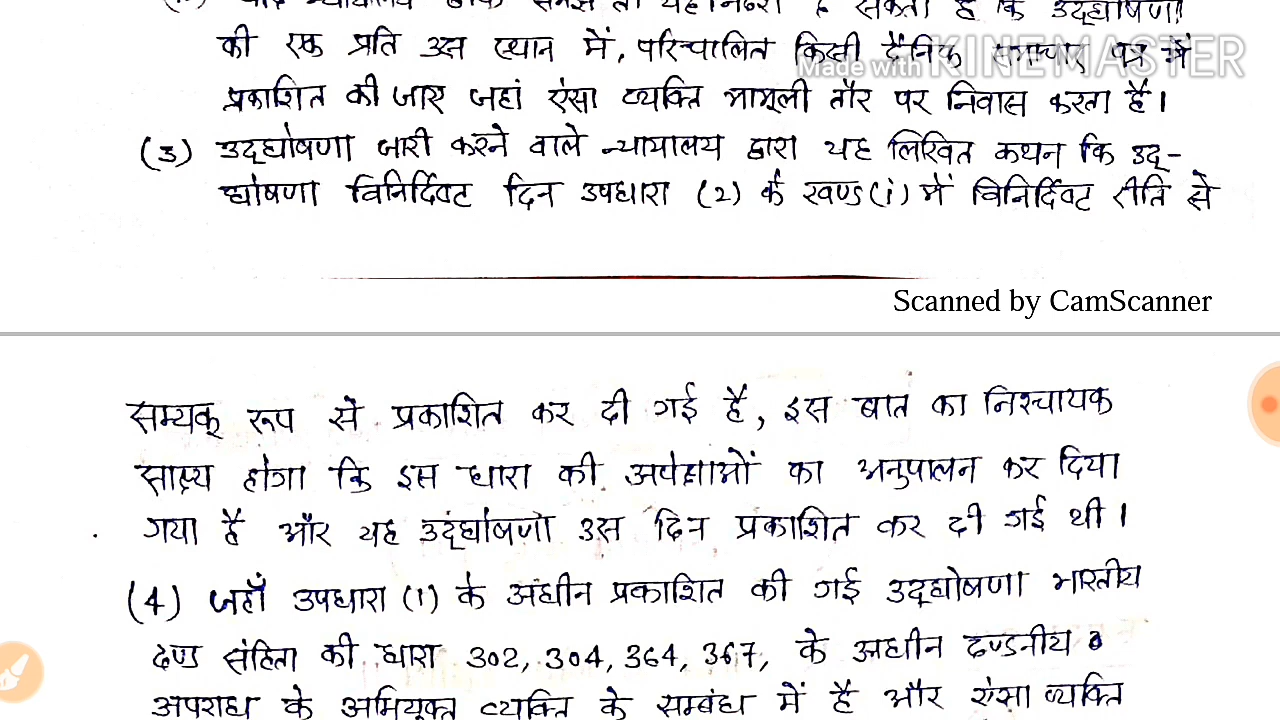 की एक प्रति उस स्थान में, परिचालित किसी दैनिक समाचार पत्र में
Made with KINEMASTER
प्रकाशित की जाए जहां ऐसा व्यक्ति मामूली तौर पर निवास करता है।
(3) उद्घोषणा जारी करने वाले न्यायालय द्वारा यह लिखित कथन कि उद्-
घोषणा विनिर्दिष्ट दिन उपधारा (2) के खण्ड (i) में विनिर्दिष्ट रीति से
Scanned by CamScanner
सम्यक् रूप से प्रकाशित कर दी गई है, इस बात का निश्चायक
साक्ष्य होगा कि इस धारा की अपेक्षाओं का अनुपालन कर दिया
गया है और यह उद्घोषणा उस दिन प्रकाशित कर दी गई थी।
(4) जहाँ उपधारा (1) के अधीन प्रकाशित की गई उद्घोषणा भारतीय
दण्ड संहिता की धारा 302, 304, 364, 367, के अधीन दण्डनीय
अपराध के अभियुक्त व्यक्ति के सम्बंध में है और ऐसा व्यक्ति